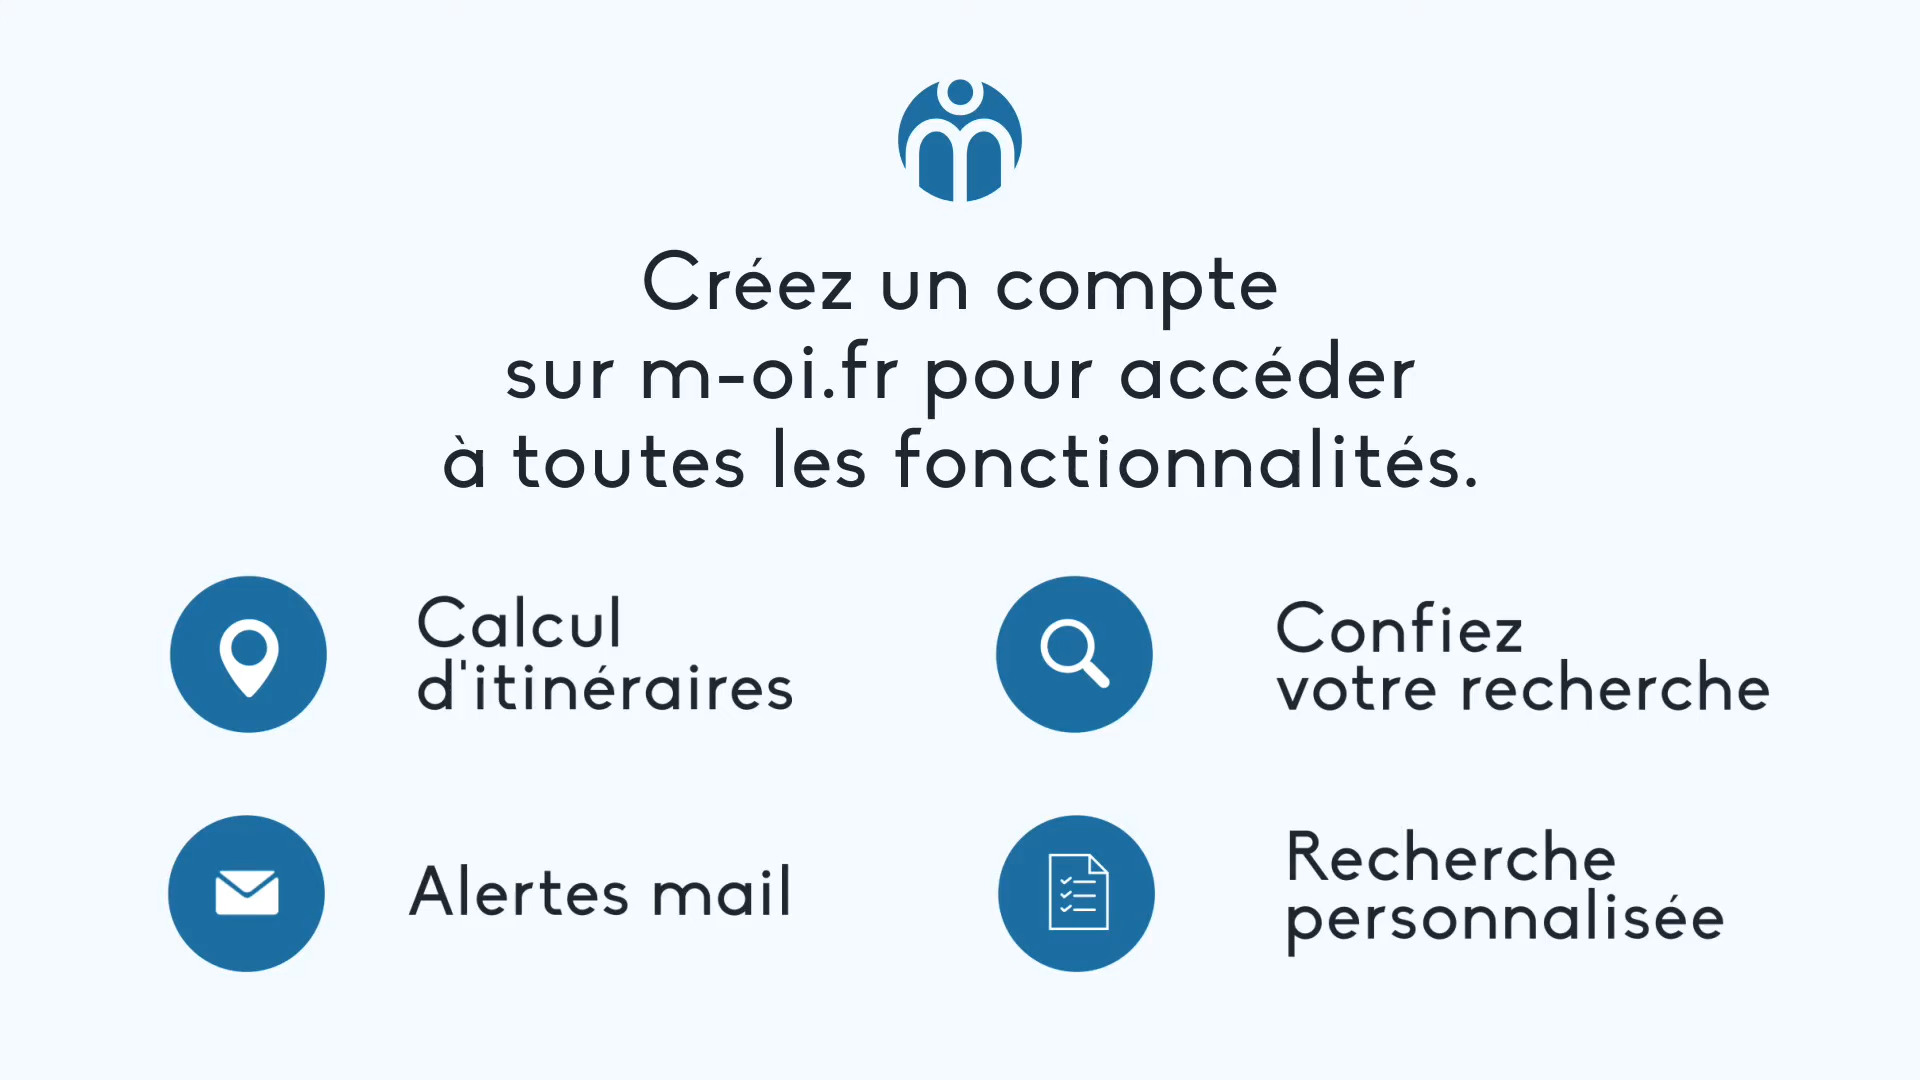 Créez un compte
sur m-oi.fr pour accéder
à toutes les fonctionnalités.
Calcul
d'itinéraires
Confiez
votre recherche
Alertes mail
Recherche
personnalisée